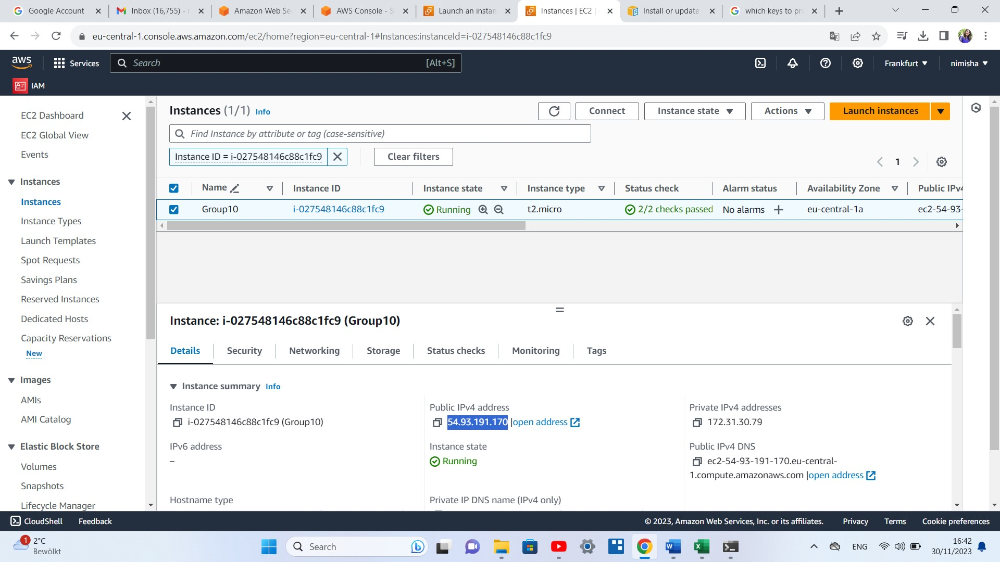 Google Account
Inbox (16,755) -
Amazon Web Se
AWS Console - S
Launch an instan
Instances | EC2 |
Install or update
which keys to pr
eu-central-1.console.aws.amazon.com/ec2/home?region=eu-central-1#Instances:instanceId=i-027548146c88c1fc9
aws
Services
Search
[Alt+S]
Frankfurt
nimisha
IAM
EC2 Dashboard
EC2 Global View
Events
Instances
Instances
Instance Types
Launch Templates
Spot Requests
Savings Plans
Reserved Instances
Dedicated Hosts
Capacity Reservations
New
Images
AMIs
AMI Catalog
Elastic Block Store
Volumes
Snapshots
Lifecycle Manager
Instances (1/1) Info
Connect
Instance state
Actions
Launch instances
Find Instance by attribute or tag (case-sensitive)
Instance ID = i-027548146c88c1fc9
Clear filters
1
Name
Instance ID
Instance state
Instance type
Status check
Alarm status
Availability Zone
Public IPv4
Group10
i-027548146c88c1fc9
Running
t2.micro
2/2 checks passed
No alarms
eu-central-1a
ec2-54-93-
Instance: i-027548146c88c1fc9 (Group10)
Details
Security
Networking
Storage
Status checks
Monitoring
Tags
Instance summary Info
Instance ID
i-027548146c88c1fc9 (Group10)
Public IPv4 address
54.93.191.170 |open address
Private IPv4 addresses
172.31.30.79
IPv6 address
–
Instance state
Running
Public IPv4 DNS
ec2-54-93-191-170.eu-central-
1.compute.amazonaws.com |open address
Hostname type
Private IP DNS name (IPv4 only)
CloudShell
Feedback
© 2023, Amazon Web Services, Inc. or its affiliates.
Privacy
Terms
Cookie preferences
1
2°C
Bewölkt
Search
ENG
16:42
30/11/2023